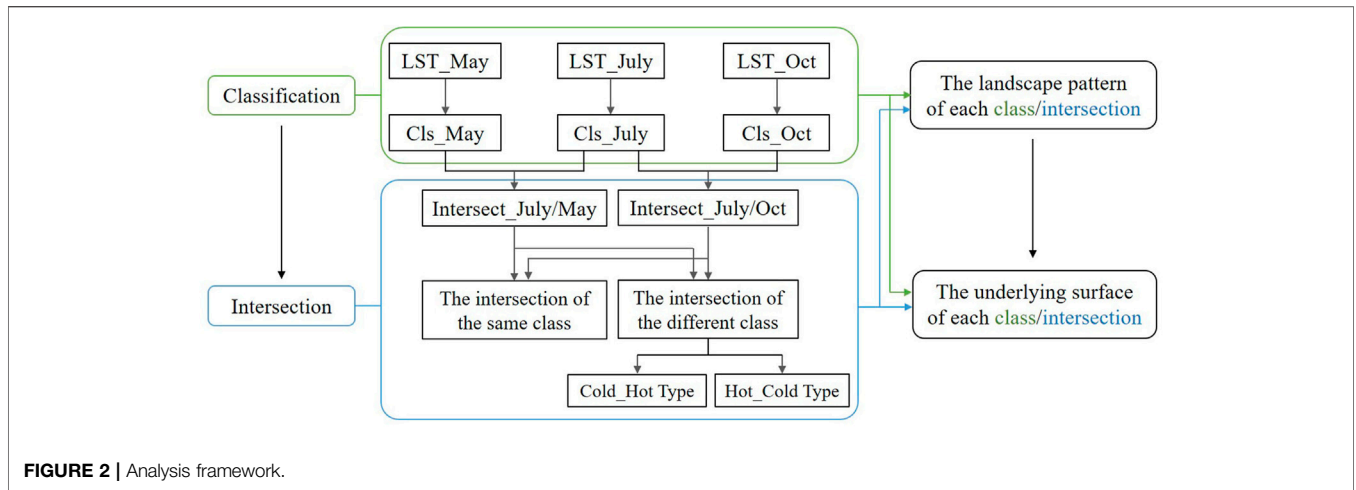 LST_May
LST_July
LST_Oct
Classification
Cls_May
Cls_July
Cls_Oct
The landscape pattern
of each class/intersection
Intersect_July/May
Intersect_July/Oct
Intersection
The intersection of
the same class
The intersection of
the different class
The underlying surface
of each class/intersection
Cold_Hot Type
Hot_Cold Type
FIGURE 2 | Analysis framework.